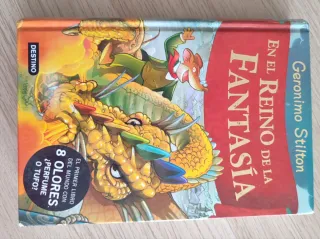 Geronimo Stilton
EN EL REINO DE LA
FANTASÍA
EL PRIMER LIBRO
DEL MUNDO CON
8 OLORES
¿PERFUME
O TUFO?
DESTINO